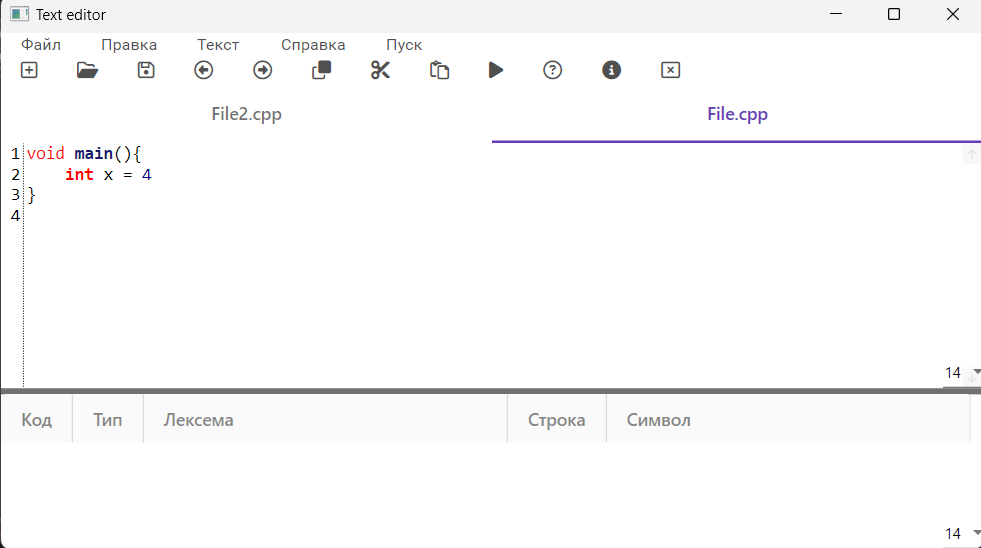 Text editor
Файл Правка Текст Справка Пуск
File2.cpp File.cpp
1 void main(){
2     int x = 4
3 }
4
14
Код Тип Лексема Строка Символ
14